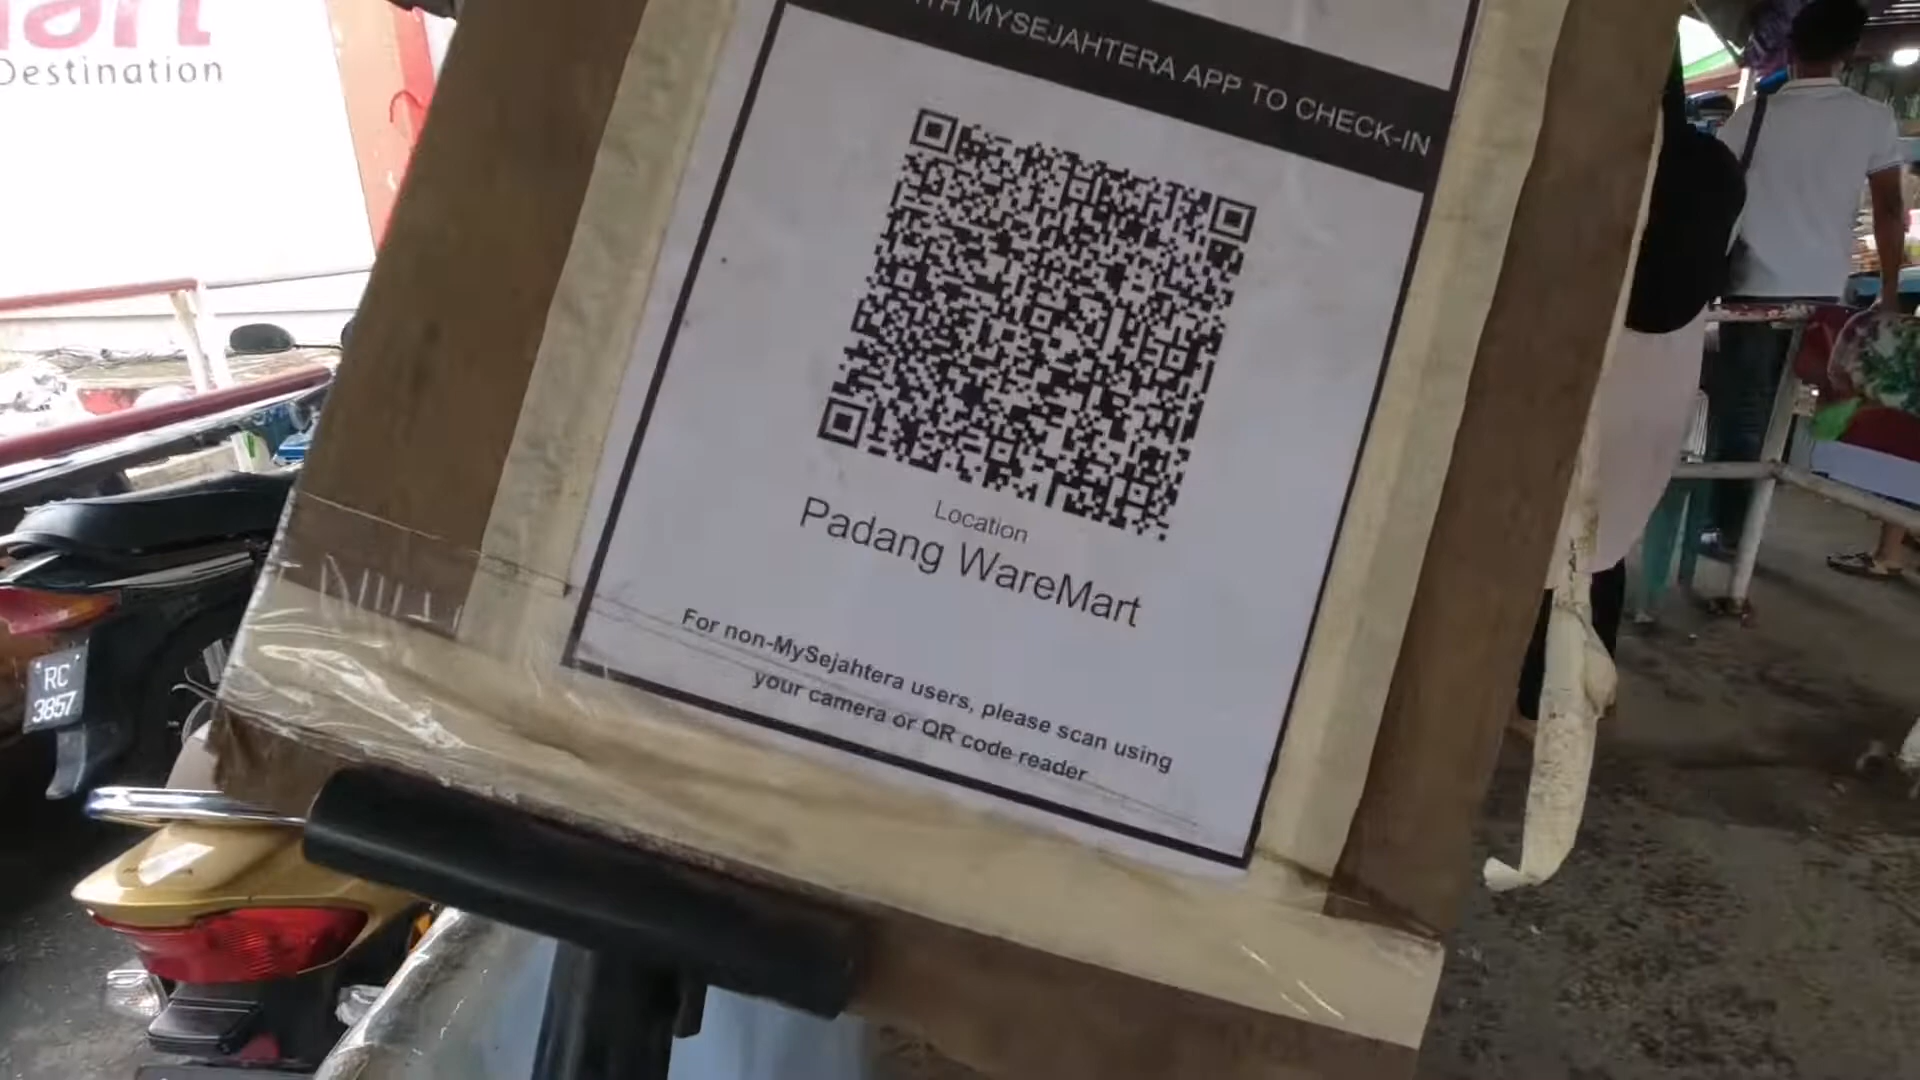 Destination
MYSEJAHTERA APP TO CHECK-IN
Location
Padang WareMart
For non-MySejahtera users, please scan using
your camera or QR code reader
RC
3857